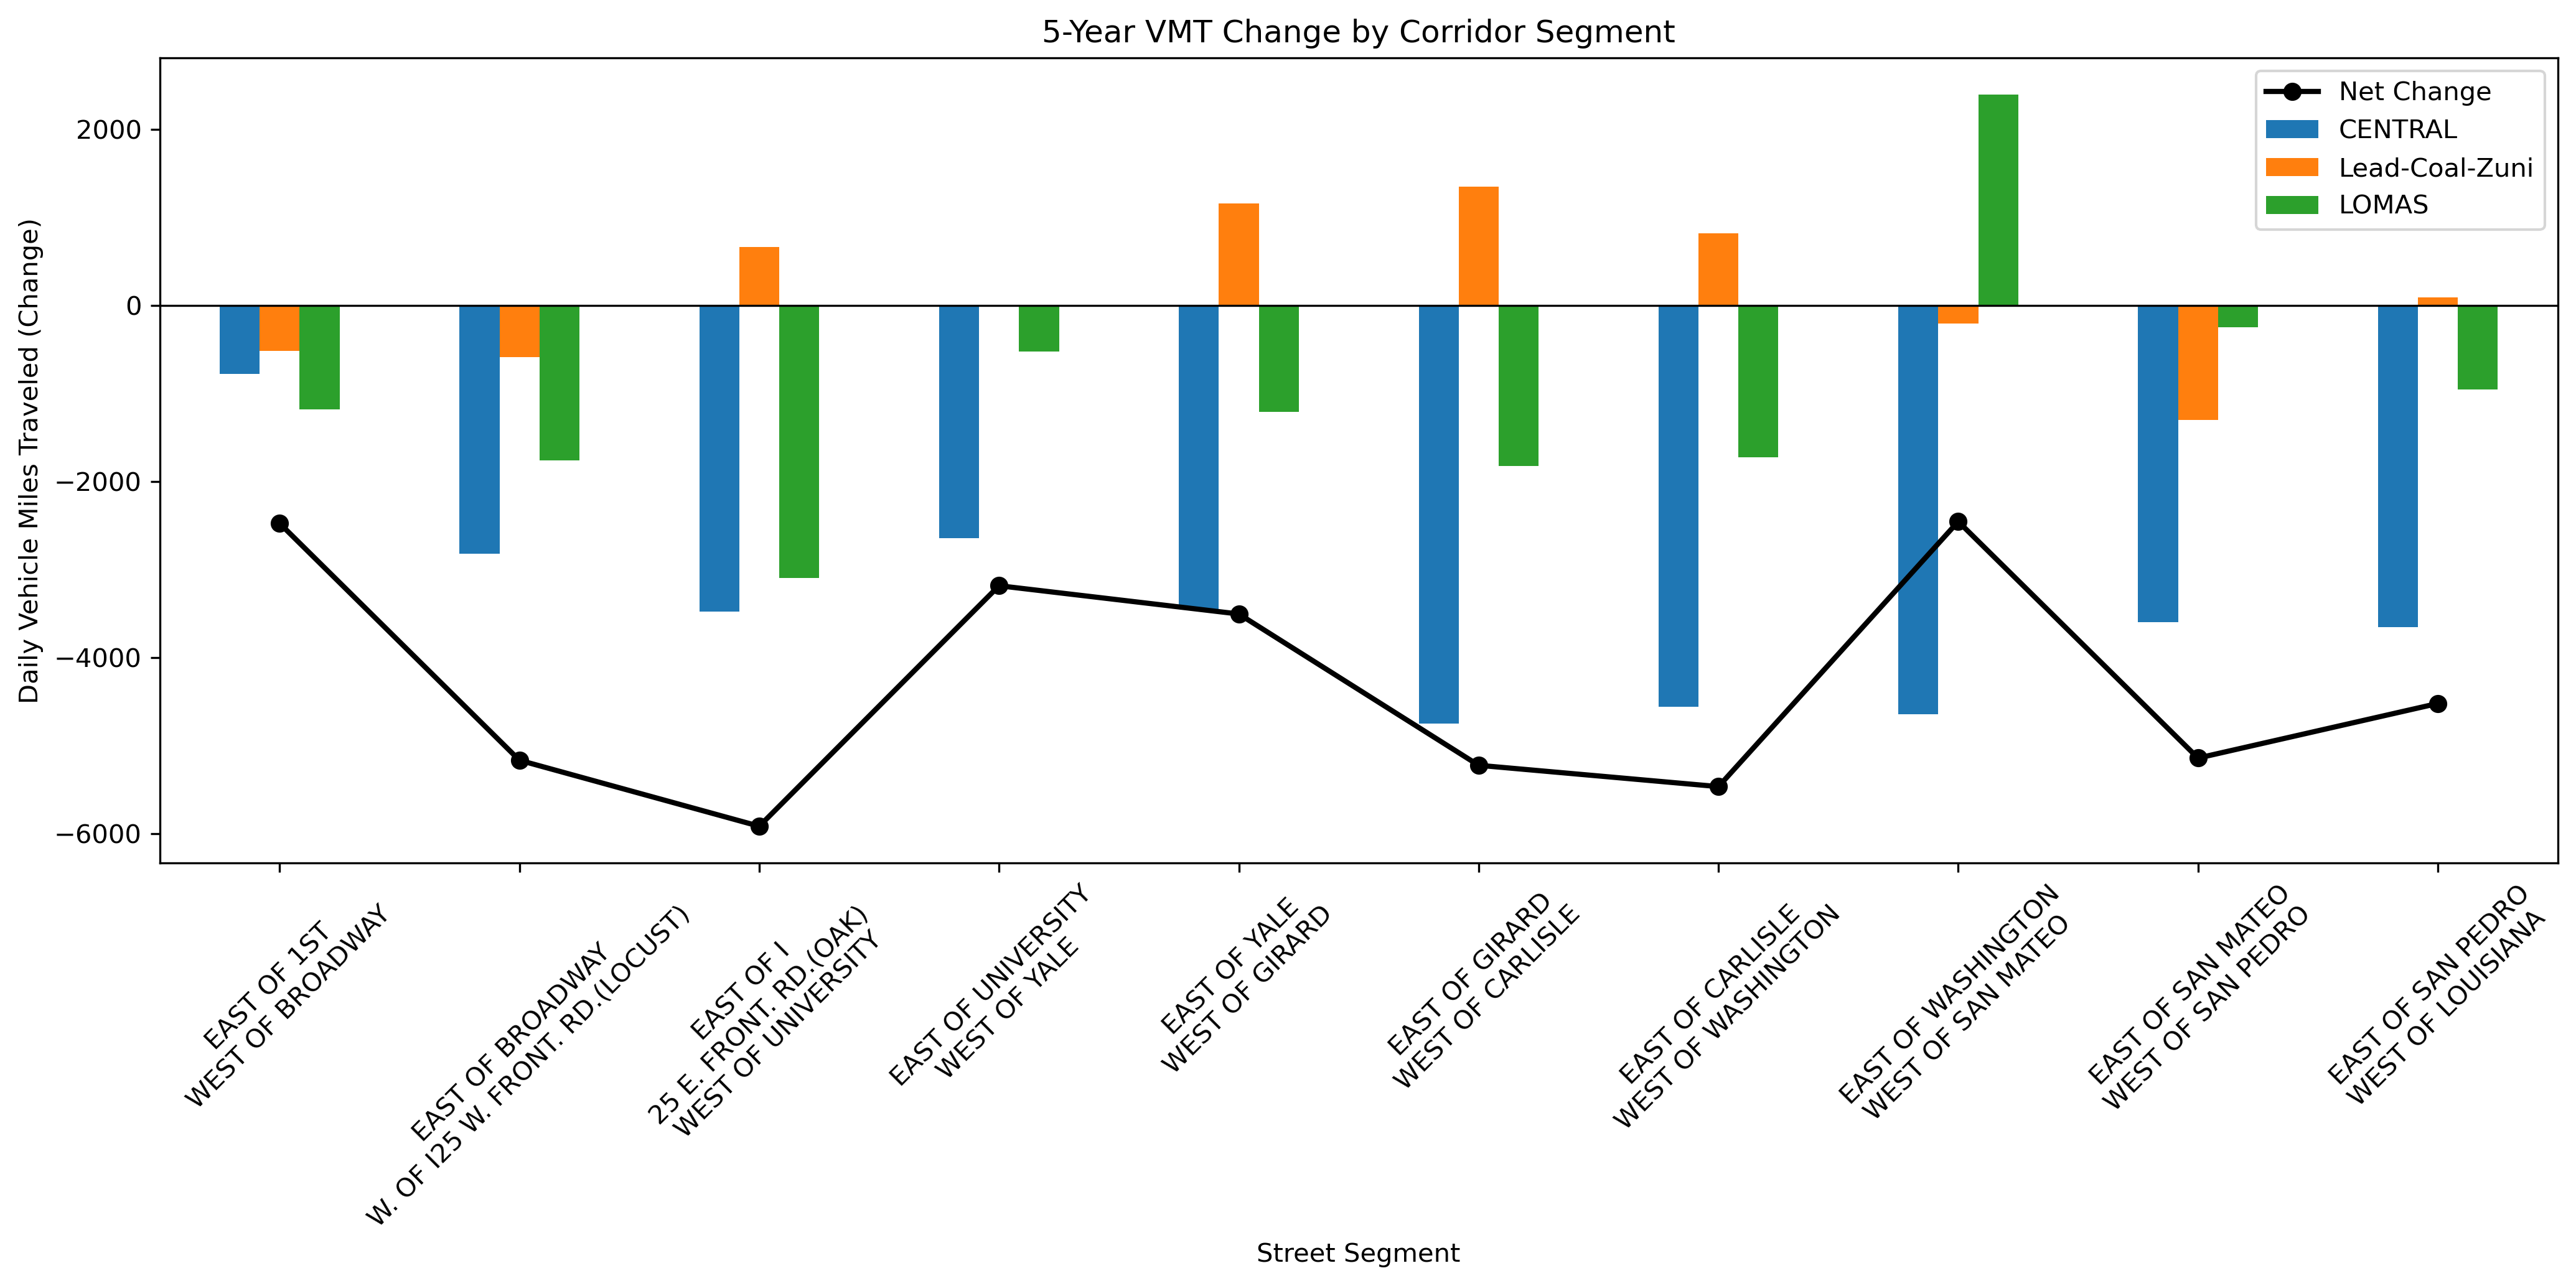 5-Year VMT Change by Corridor Segment
Daily Vehicle Miles Traveled (Change)
2000
0
−2000
−4000
−6000
Net Change
CENTRAL
Lead-Coal-Zuni
LOMAS
EAST OF 1ST
WEST OF BROADWAY
EAST OF BROADWAY
W. OF I25 W. FRONT. RD.(LOCUST)
EAST OF I
25 E. FRONT. RD.(OAK)
WEST OF UNIVERSITY
EAST OF UNIVERSITY
WEST OF YALE
EAST OF YALE
WEST OF GIRARD
EAST OF GIRARD
WEST OF CARLISLE
EAST OF CARLISLE
WEST OF WASHINGTON
EAST OF WASHINGTON
WEST OF SAN MATEO
EAST OF SAN MATEO
WEST OF SAN PEDRO
EAST OF SAN PEDRO
WEST OF LOUISIANA
Street Segment